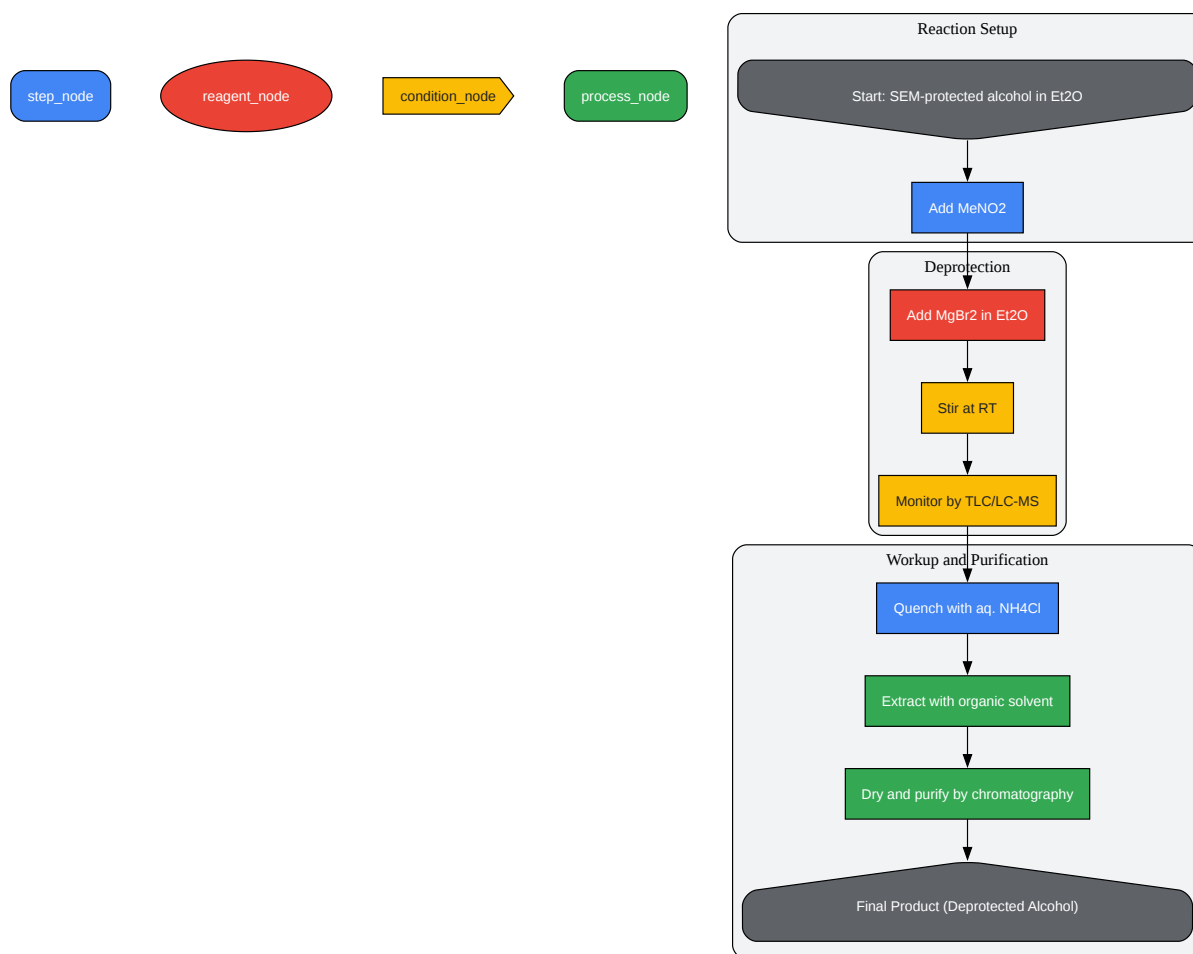 step_node
reagent_node
condition_node
process_node
Reaction Setup
Start: SEM-protected alcohol in Et2O
Add MeNO2
Deprotection
Add MgBr2 in Et2O
Stir at RT
Monitor by TLC/LC-MS
Workup and Purification
Quench with aq. NH4Cl
Extract with organic solvent
Dry and purify by chromatography
Final Product (Deprotected Alcohol)